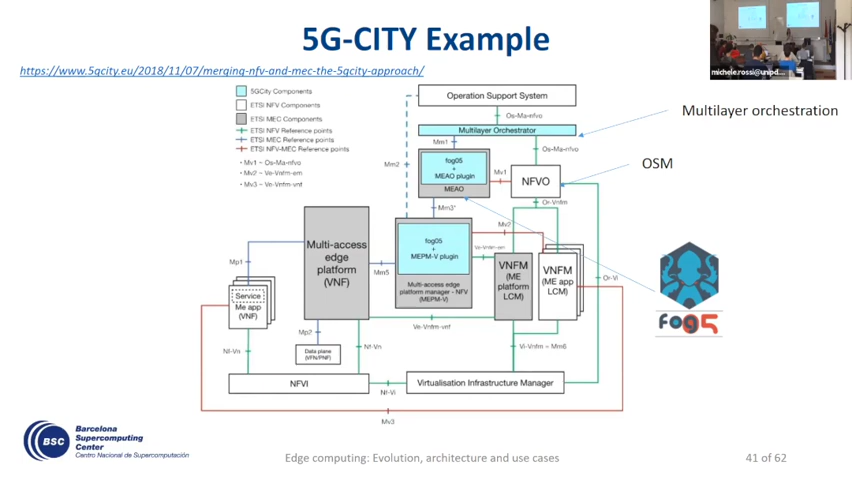 5G-CITY Example
https://www.5gcity.eu/2018/11/07/merging-nfv-and-mec-the-5gcity-approach/
michele.rossi@unipd...
5GCity Components
ETSI NFV Components
ETSI MEC Components
ETSI NFV Reference points
ETSI MEC Reference points
ETSI NFV-MEC Reference points
• Mv1 ~ Os-Ma-nfvo
• Mv2 ~ Ve-Vnfm-em
• Mv3 ~ Ve-Vnfm-vnf
Operation Support System
Os-Ma-nfvo
Multilayer Orchestrator
Multilayer orchestration
Mm1
Os-Ma-nfvo
Mm2
fog05
+
MEAO plugin
MEAO
Mv1
NFVO
OSM
Mm3*
Or-Vnfm
Mv2
Multi-access
edge
platform
(VNF)
fog05
+
MEPM-V plugin
Ve-Vnfm-em
Multi-access edge
platform manager - NFV
(MEPM-V)
VNFM
(ME
platform
LCM)
VNFM
(ME app
LCM)
Mp1
Mm5
Or-Vi
Service
Me app
(VNF)
fog05
Mp2
Ve-Vnfm-vnf
Nf-Vn
Data plane
(VFN/PNF)
Nf-Vn
Vi-Vnfm ~ Mm6
NFVI
Virtualisation Infrastructure Manager
Nf-Vi
Mv3
BSC
Barcelona
Supercomputing
Center
Centro Nacional de Supercomputación
Edge computing: Evolution, architecture and use cases
41 of 62